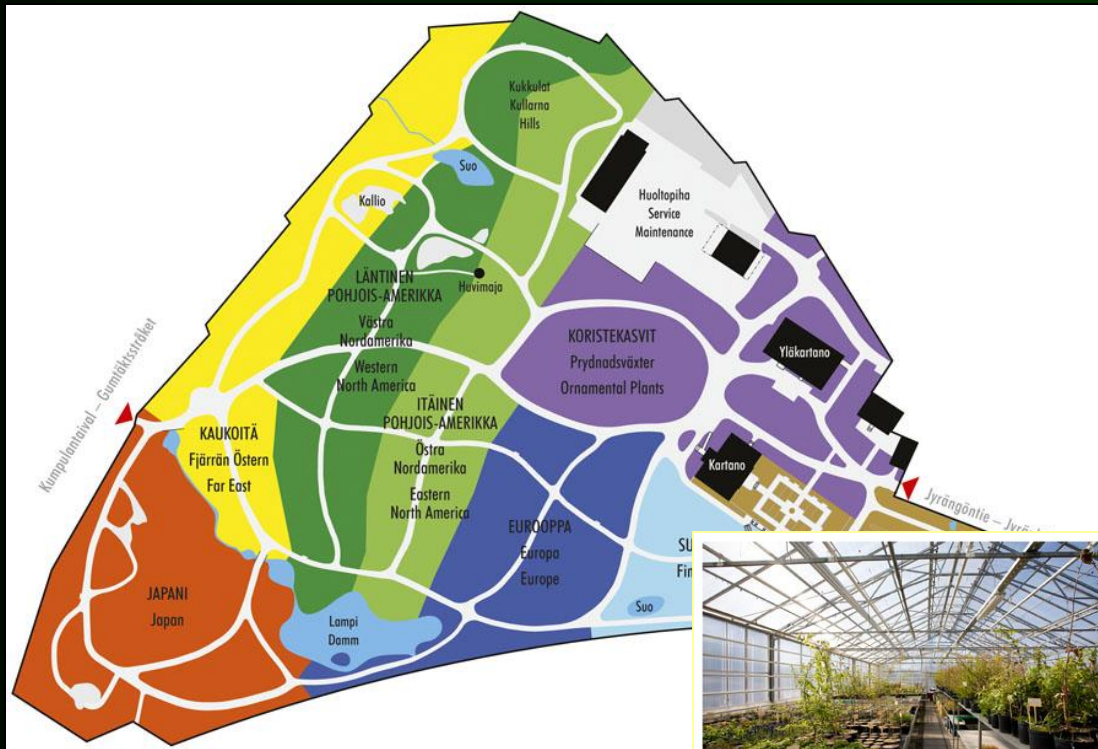 Kukkulat
Kullarna
Hills
Suo
Kallio
Huoltopiha
Service
Maintenance
Huvimaja
LÄNTINEN
POHJOIS-AMERIKKA
Västra
Nordamerika
Western
North America
KORISTEKASVIT
Prydnadsväxter
Ornamental Plants
Yläkartano
ITÄINEN
POHJOIS-AMERIKKA
Östra
Nordamerika
Eastern
North America
Kumpulantaival – Gumtäktsstråket
KAUKOITÄ
Fjärrän Östern
Far East
Kartano
Jyrängöntie –
EUROOPPA
Europa
Europe
SU
Fin
Suo
JAPANI
Japan
Lampi
Damm